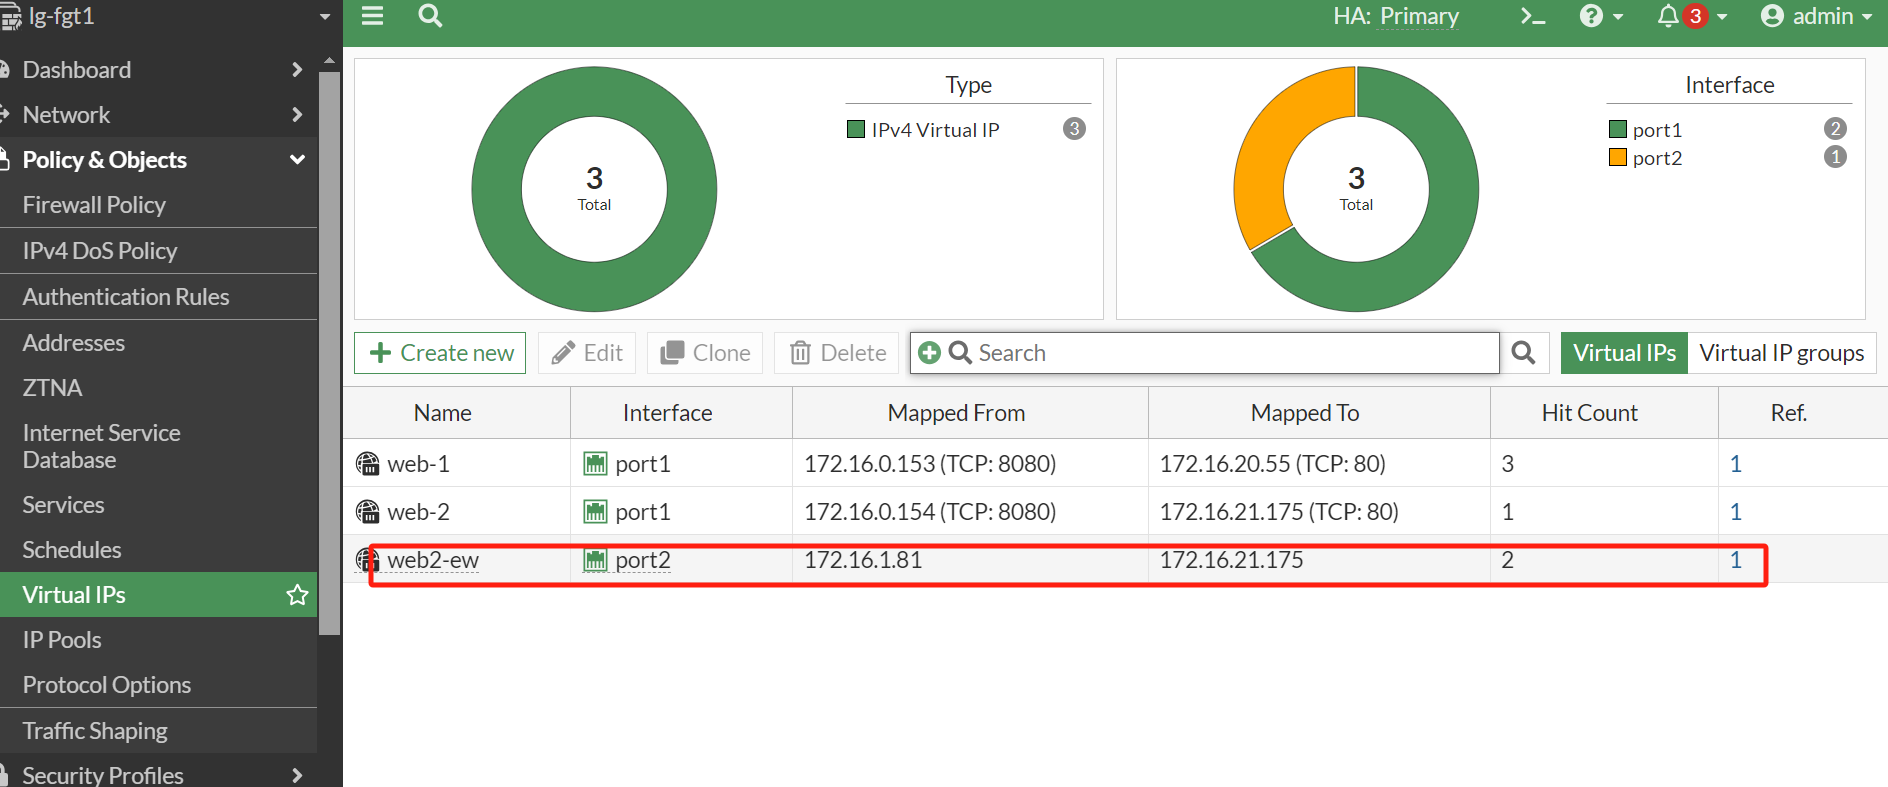 lg-fgt1
HA: Primary
3
admin
Dashboard
Network
Policy & Objects
Firewall Policy
IPv4 DoS Policy
Authentication Rules
Addresses
ZTNA
Internet Service
Database
Services
Schedules
Virtual IPs
IP Pools
Protocol Options
Traffic Shaping
Security Profiles
3
Total
Type
IPv4 Virtual IP 3
3
Total
Interface
port1 2
port2 1
Create new Edit Clone Delete Search Virtual IPs Virtual IP groups
Name Interface Mapped From Mapped To Hit Count Ref.
web-1 port1 172.16.0.153 (TCP: 8080) 172.16.20.55 (TCP: 80) 3 1
web-2 port1 172.16.0.154 (TCP: 8080) 172.16.21.175 (TCP: 80) 1 1
web2-ew port2 172.16.1.81 172.16.21.175 2 1